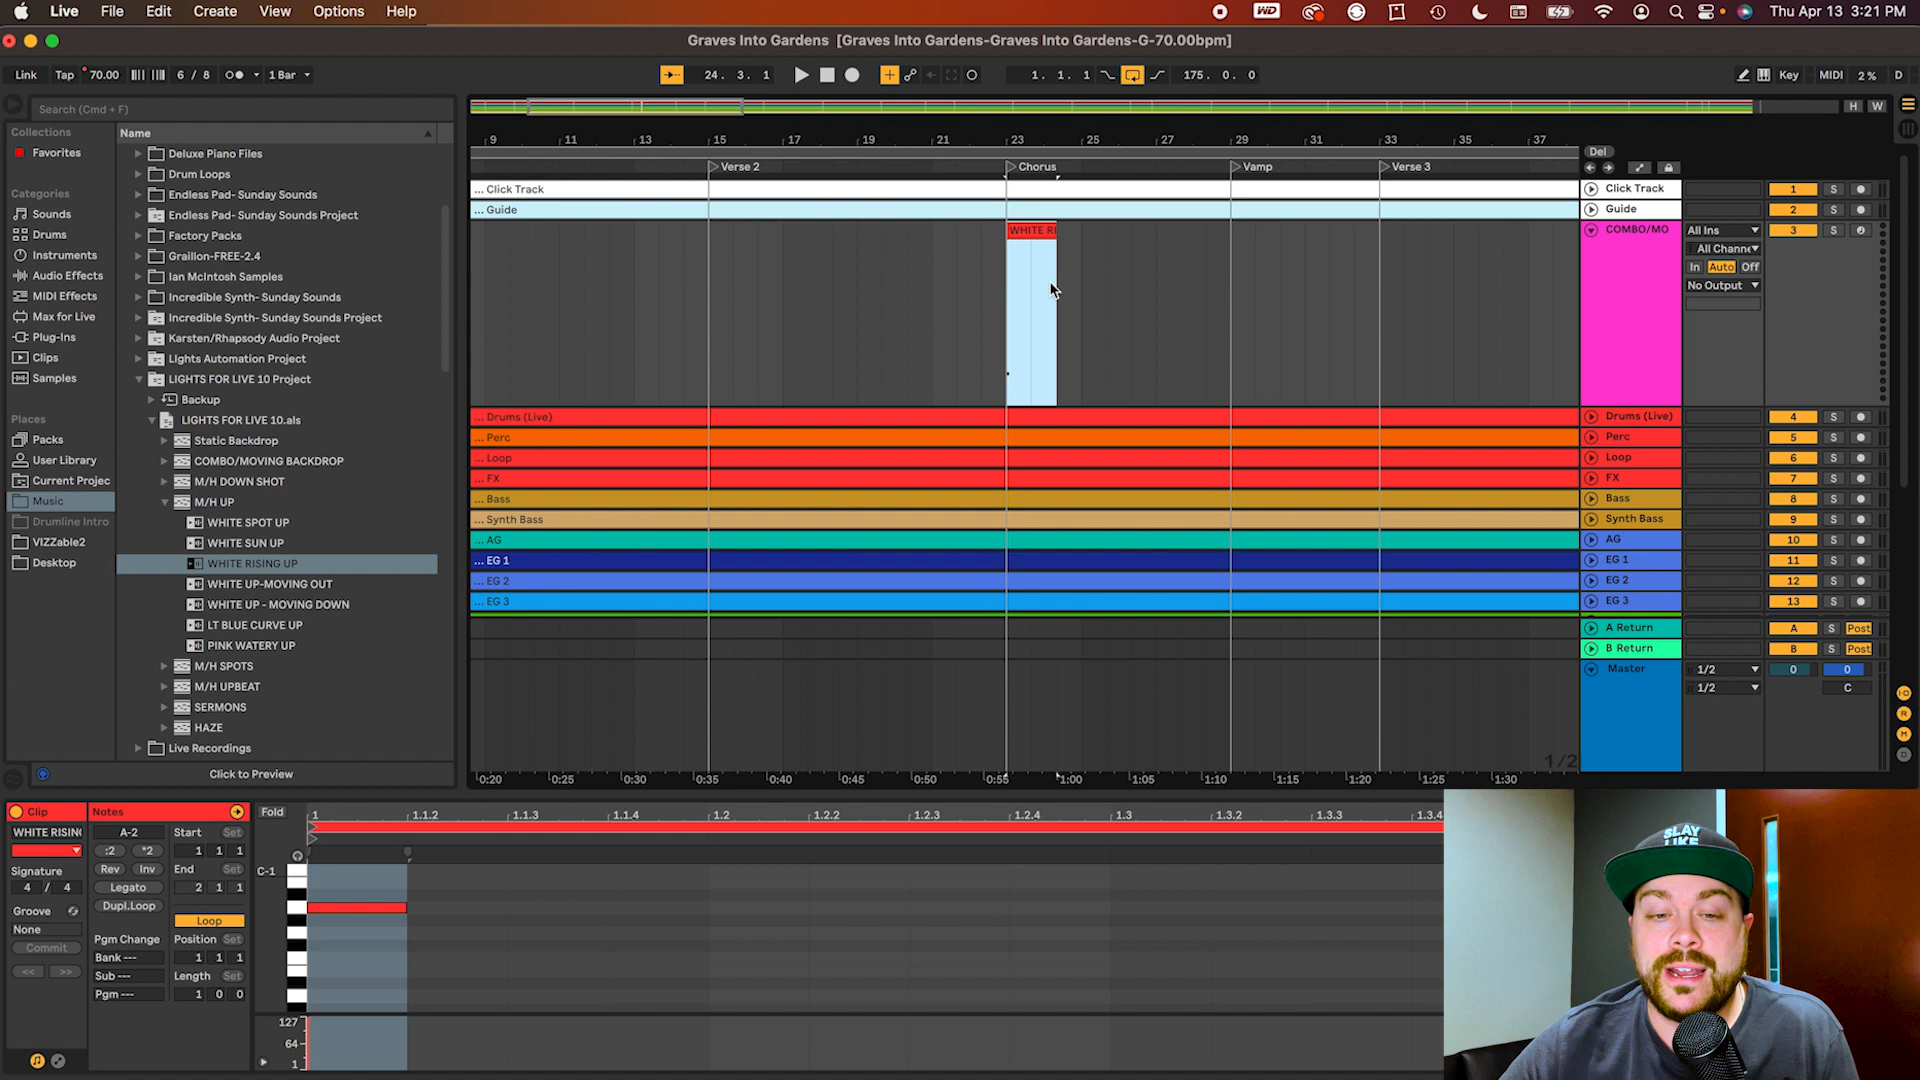 Live File Edit Create View Options Help
WD
Thu Apr 13 3:21 PM
Graves Into Gardens [Graves Into Gardens-Graves Into Gardens-G-70.00bpm]
Link Tap 70.00 6 / 8 1 Bar
24. 3. 1
1. 1. 1
175. 0. 0
Key MIDI 2 % D
Search (Cmd + F)
H W
Collections
Favorites
Categories
Sounds
Drums
Instruments
Audio Effects
MIDI Effects
Max for Live
Plug-Ins
Clips
Samples
Places
Packs
User Library
Current Projec
Music
Drumline Intro
VIZZable2
Desktop
Name
Deluxe Piano Files
Drum Loops
Endless Pad- Sunday Sounds
Endless Pad- Sunday Sounds Project
Factory Packs
Graillon-FREE-2.4
Ian McIntosh Samples
Incredible Synth- Sunday Sounds
Incredible Synth- Sunday Sounds Project
Karsten/Rhapsody Audio Project
LIghts Automation Project
LIGHTS FOR LIVE 10 Project
Backup
LIGHTS FOR LIVE 10.als
Static Backdrop
COMBO/MOVING BACKDROP
M/H DOWN SHOT
M/H UP
WHITE SPOT UP
WHITE SUN UP
WHITE RISING UP
WHITE UP-MOVING OUT
WHITE UP - MOVING DOWN
LT BLUE CURVE UP
PINK WATERY UP
M/H SPOTS
M/H UPBEAT
SERMONS
HAZE
Live Recordings
Click to Preview
9 11 13 15 17 19 21 23 25 27 29 31 33 35 37
Del
Verse 2 Chorus Vamp Verse 3
... Click Track
... Guide
WHITE RI
... Drums (Live)
... Perc
... Loop
... FX
... Bass
... Synth Bass
... AG
... EG 1
... EG 2
... EG 3
1/2
0:20 0:25 0:30 0:35 0:40 0:45 0:50 0:55 1:00 1:05 1:10 1:15 1:20 1:25 1:30
Click Track 1 S
Guide 2 S
COMBO/MO All Ins 3 S
All Channe
In Auto Off
No Output
Drums (Live) 4 S
Perc 5 S
Loop 6 S
FX 7 S
Bass 8 S
Synth Bass 9 S
AG 10 S
EG 1 11 S
EG 2 12 S
EG 3 13 S
A Return A S Post
B Return B S Post
Master 1/2 0 0
1/2 C
I·O
R
M
D
Clip
WHITE RISIN
Signature
4 / 4
Groove
None
Commit
<< >>
Notes
A-2
:2 *2
Rev Inv
Legato
Dupl.Loop
Pgm Change
Bank ---
Sub ---
Pgm ---
Start Set
1 1 1
End Set
2 1 1
Loop
Position Set
1 1 1
Length Set
1 0 0
Fold
1 1.1.2 1.1.3 1.1.4 1.2 1.2.2 1.2.3 1.2.4 1.3 1.3.2 1.3.3 1.3.4
C-1
127
64
1
SLAY
LIKE